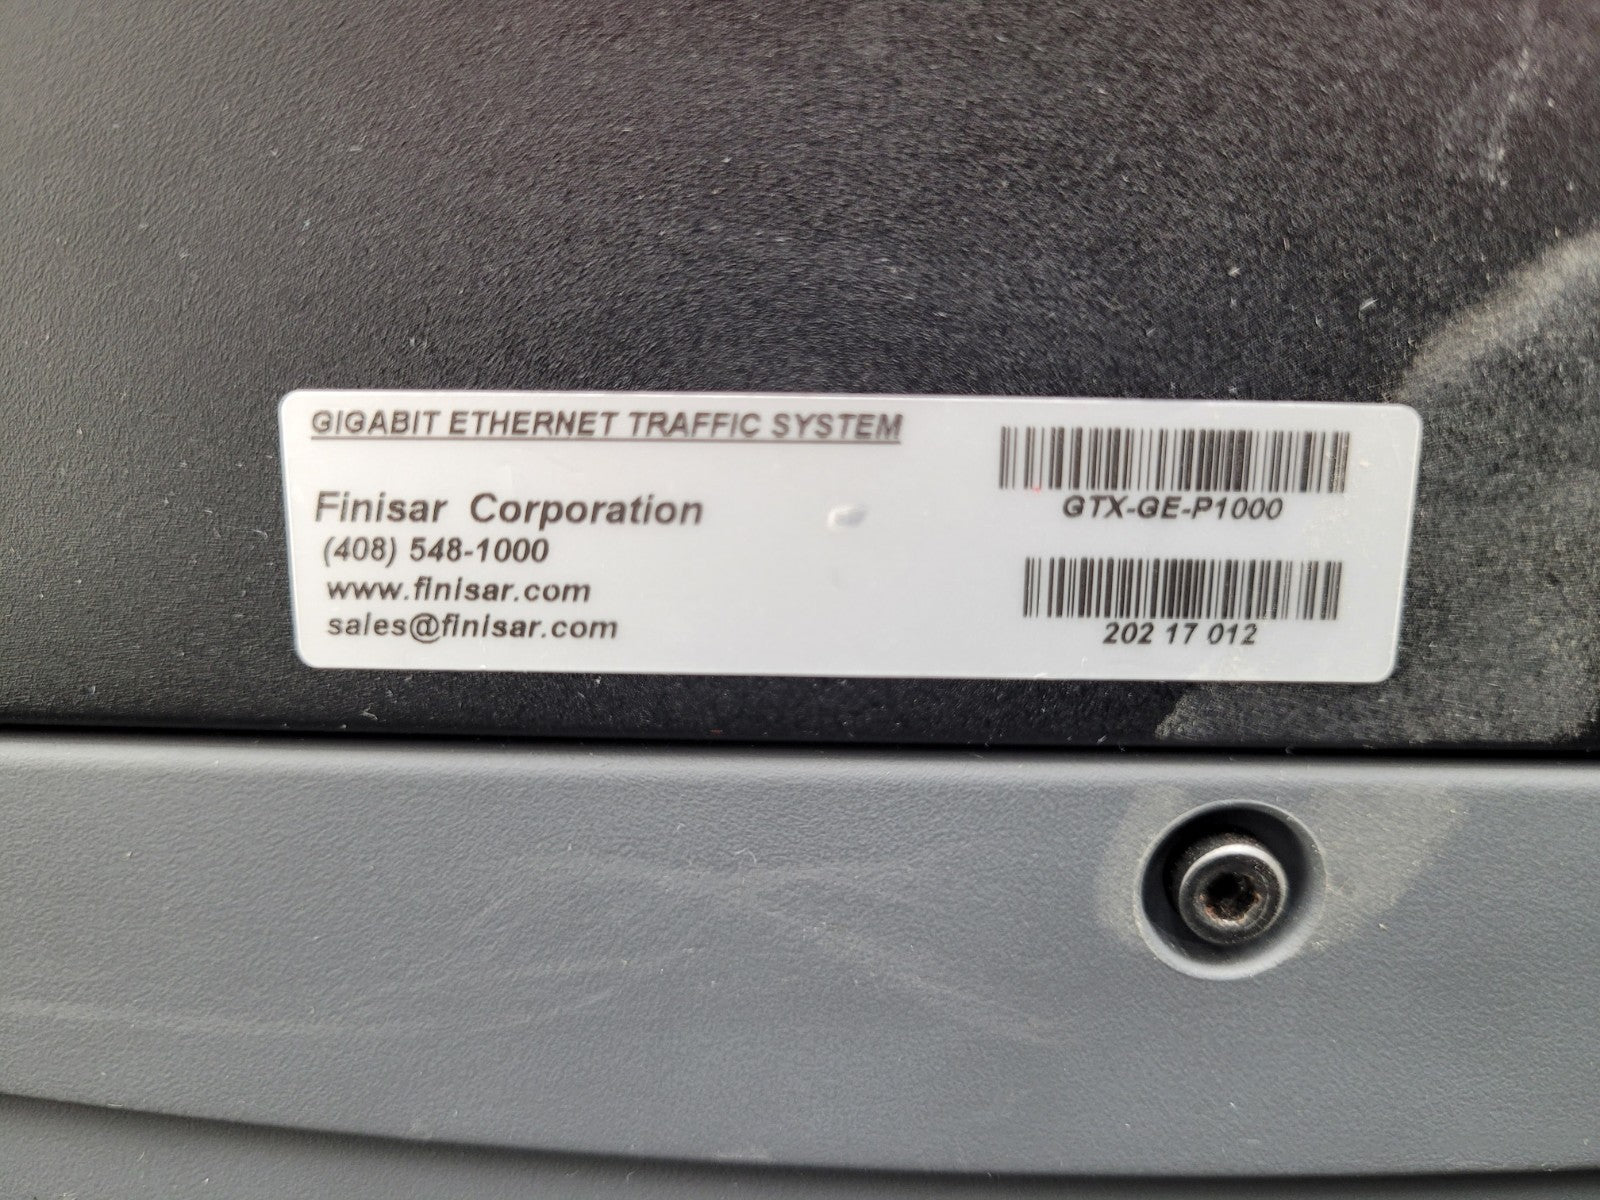 GIGABIT ETHERNET TRAFFIC SYSTEM
Finisar Corporation
(408) 548-1000
www.finisar.com
sales@finisar.com
GTX-GE-P1000
202 17 012